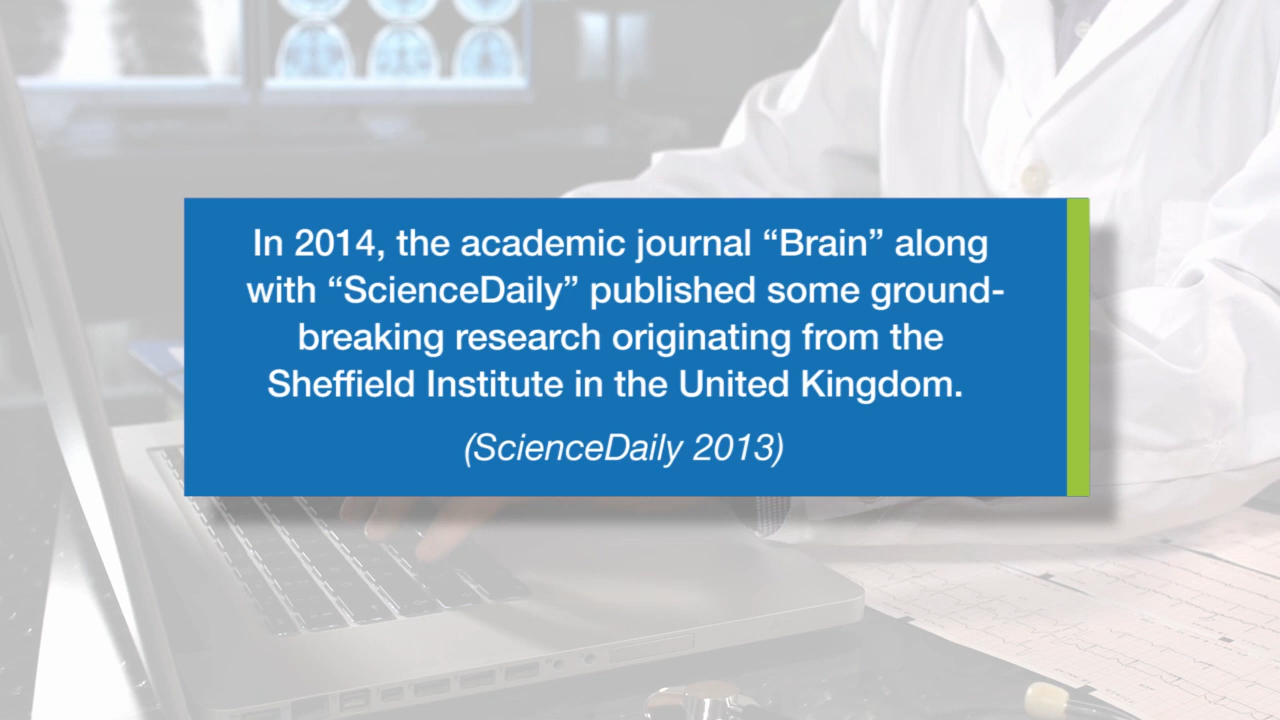 In 2014, the academic journal “Brain” along
with “ScienceDaily” published some ground-
breaking research originating from the
Sheffield Institute in the United Kingdom.
(ScienceDaily 2013)